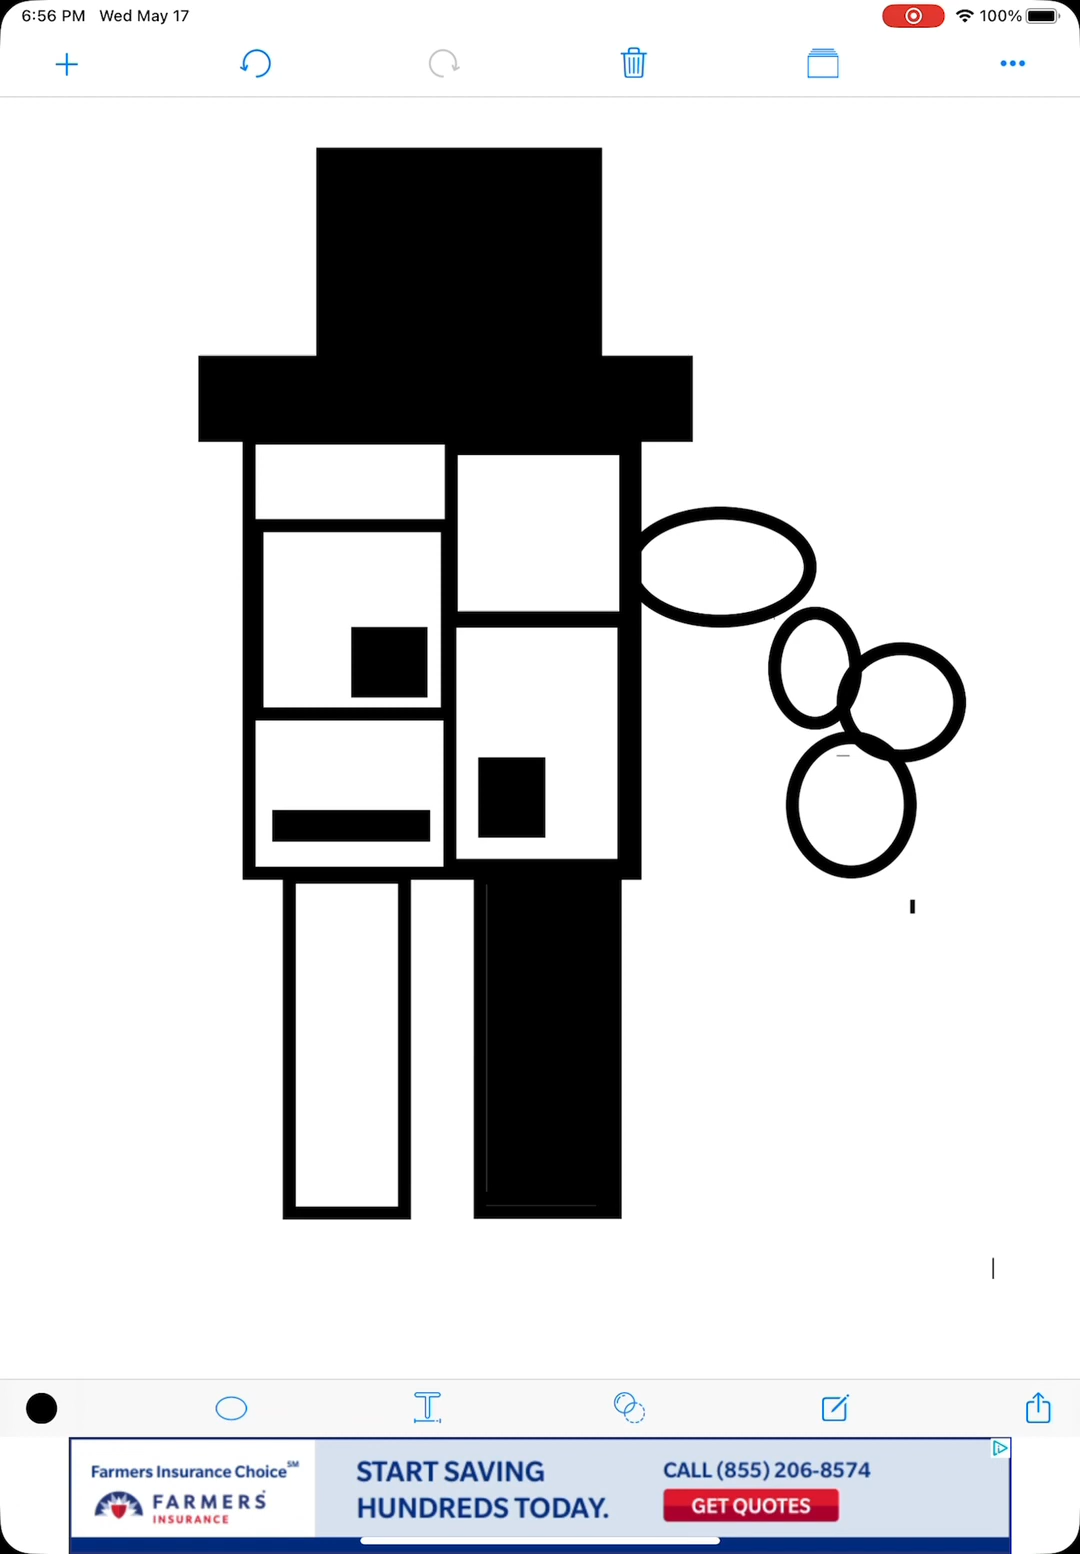 6:56 PM Wed May 17
100%
Farmers Insurance Choice℠
FARMERS
INSURANCE
START SAVING
HUNDREDS TODAY.
CALL (855) 206-8574
GET QUOTES